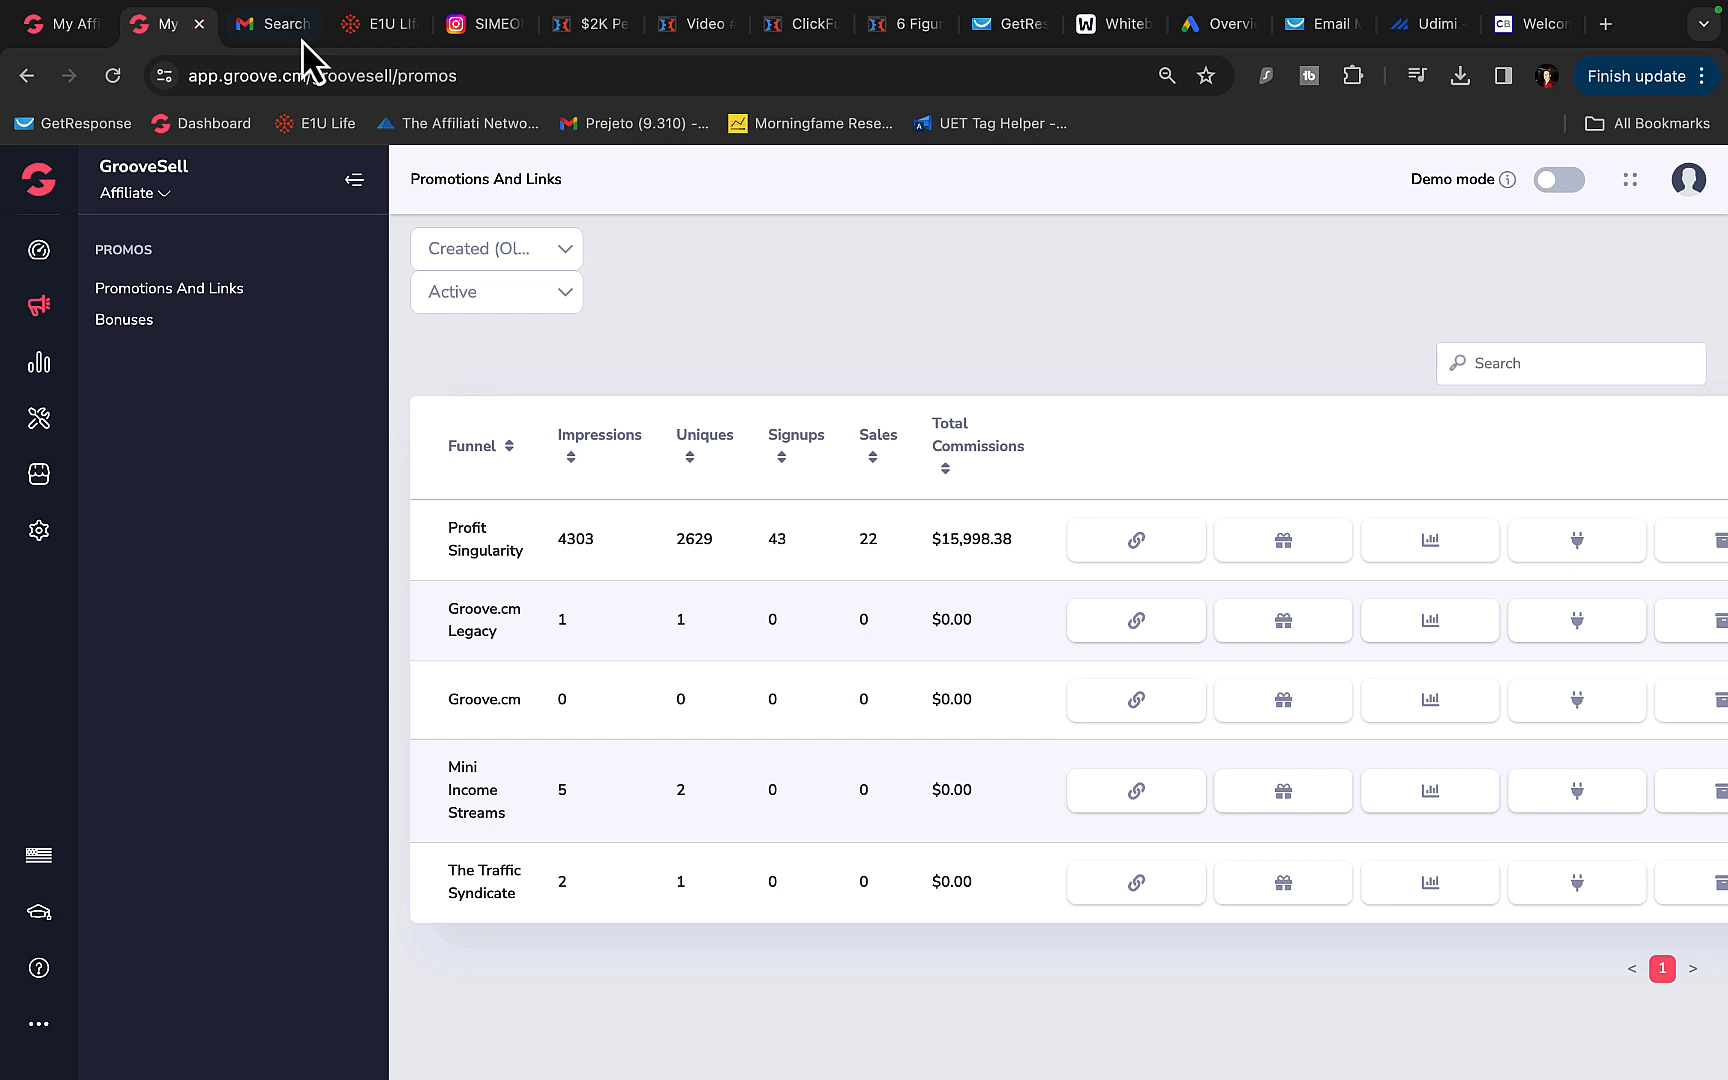 My Affi
My
Search
E1U LIf
SIMEO
$2K Pe
Video
ClickFu
6 Figur
GetRes
Whiteb
Overvi
Email M
Udimi
CB
Welcon
app.groove.cm/groovesell/promos
tb
Finish update
GetResponse
Dashboard
E1U Life
The Affiliati Netwo...
Prejeto (9.310) -...
Morningfame Rese...
UET Tag Helper -...
All Bookmarks
GrooveSell
Affiliate
Promotions And Links
Demo mode
PROMOS
Promotions And Links
Bonuses
Created (Ol...
Active
Search
Funnel
Impressions
Uniques
Signups
Sales
Total
Commissions
Profit
Singularity
4303
2629
43
22
$15,998.38
Groove.cm
Legacy
1
1
0
0
$0.00
Groove.cm
0
0
0
0
$0.00
Mini
Income
Streams
5
2
0
0
$0.00
The Traffic
Syndicate
2
1
0
0
$0.00
< 1 >